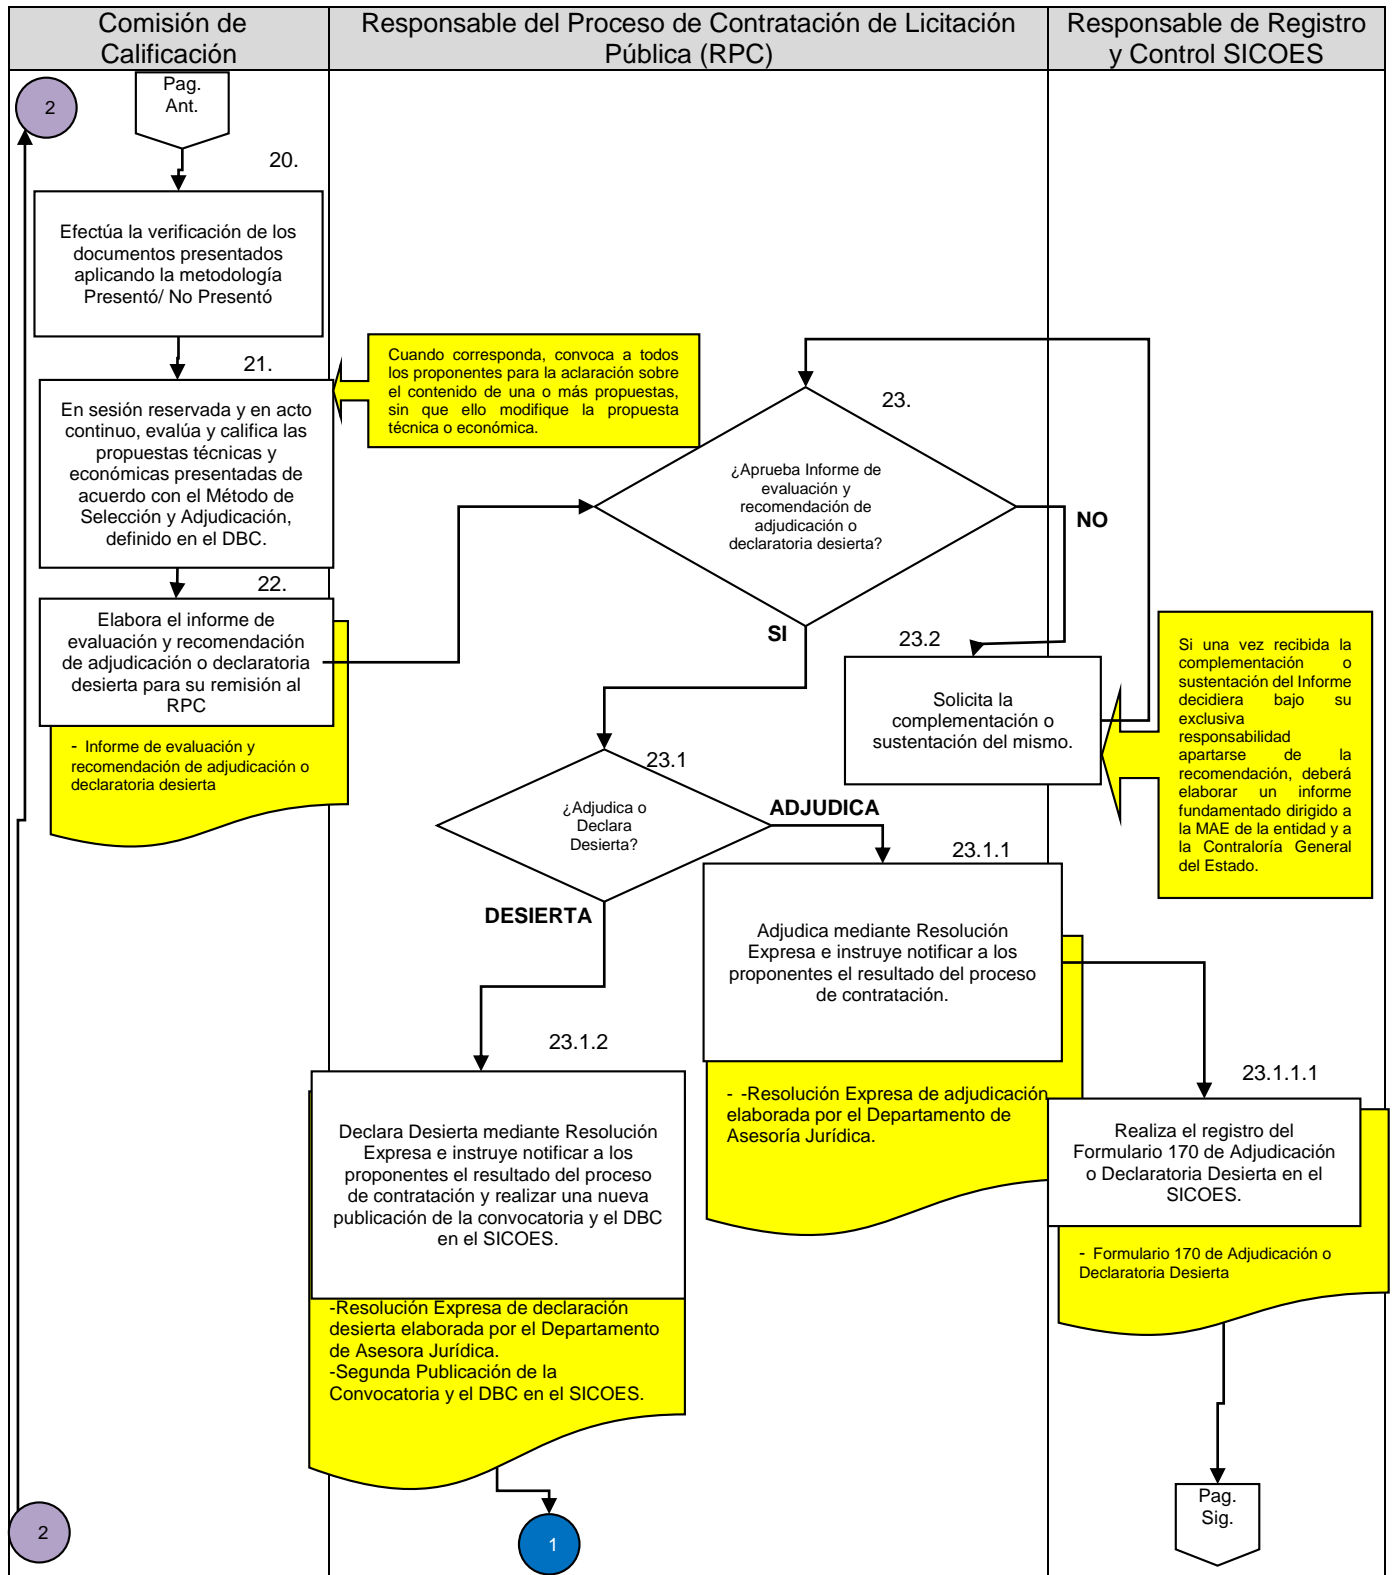 Comisión de
Calificación
Responsable del Proceso de Contratación de Licitación
Pública (RPC)
Responsable de Registro
y Control SICOES
2
Pag.
Ant.
20.
Efectúa la verificación de los
documentos presentados
aplicando la metodología
Presentó/ No Presentó
21.
En sesión reservada y en acto
continuo, evalúa y califica las
propuestas técnicas y
económicas presentadas de
acuerdo con el Método de
Selección y Adjudicación,
definido en el DBC.
Cuando corresponda, convoca a todos
los proponentes para la aclaración sobre
el contenido de una o más propuestas,
sin que ello modifique la propuesta
técnica o económica.
22.
Elabora el informe de
evaluación y recomendación
de adjudicación o declaratoria
desierta para su remisión al
RPC
- Informe de evaluación y
recomendación de adjudicación o
declaratoria desierta
23.
¿Aprueba Informe de
evaluación y
recomendación de
adjudicación o
declaratoria desierta?
NO
SI
23.2
Solicita la
complementación o
sustentación del mismo.
Si una vez recibida la
complementación o
sustentación del Informe
decidiera bajo su
exclusiva
responsabilidad
apartarse de la
recomendación, deberá
elaborar un informe
fundamentado dirigido a
la MAE de la entidad y a
la Contraloría General
del Estado.
23.1
¿Adjudica o
Declara
Desierta?
ADJUDICA
DESIERTA
23.1.1
Adjudica mediante Resolución
Expresa e instruye notificar a los
proponentes el resultado del proceso
de contratación.
- -Resolución Expresa de adjudicación
elaborada por el Departamento de
Asesoría Jurídica.
23.1.2
Declara Desierta mediante Resolución
Expresa e instruye notificar a los
proponentes el resultado del proceso
de contratación y realizar una nueva
publicación de la convocatoria y el DBC
en el SICOES.
-Resolución Expresa de declaración
desierta elaborada por el Departamento
de Asesora Jurídica.
-Segunda Publicación de la
Convocatoria y el DBC en el SICOES.
23.1.1.1
Realiza el registro del
Formulario 170 de Adjudicación
o Declaratoria Desierta en el
SICOES.
- Formulario 170 de Adjudicación o
Declaratoria Desierta
2
1
Pag.
Sig.